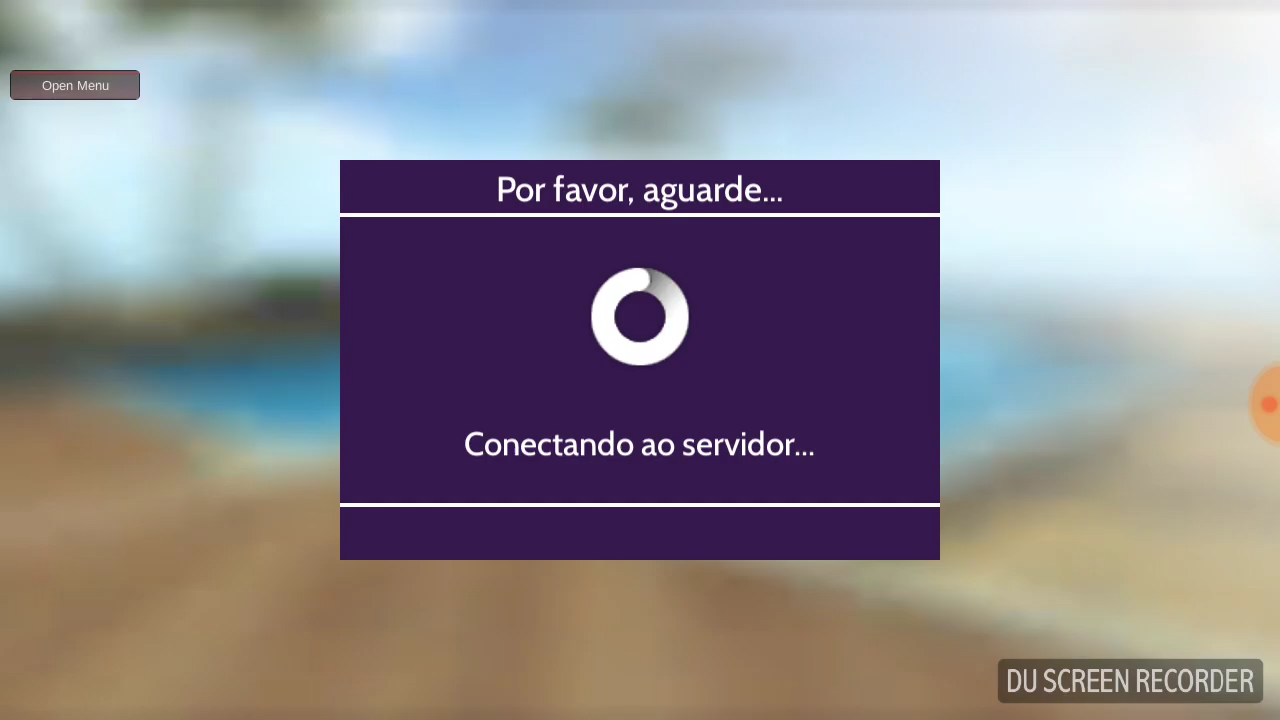 Open Menu
Por favor, aguarde...
Conectando ao servidor...
DU SCREEN RECORDER